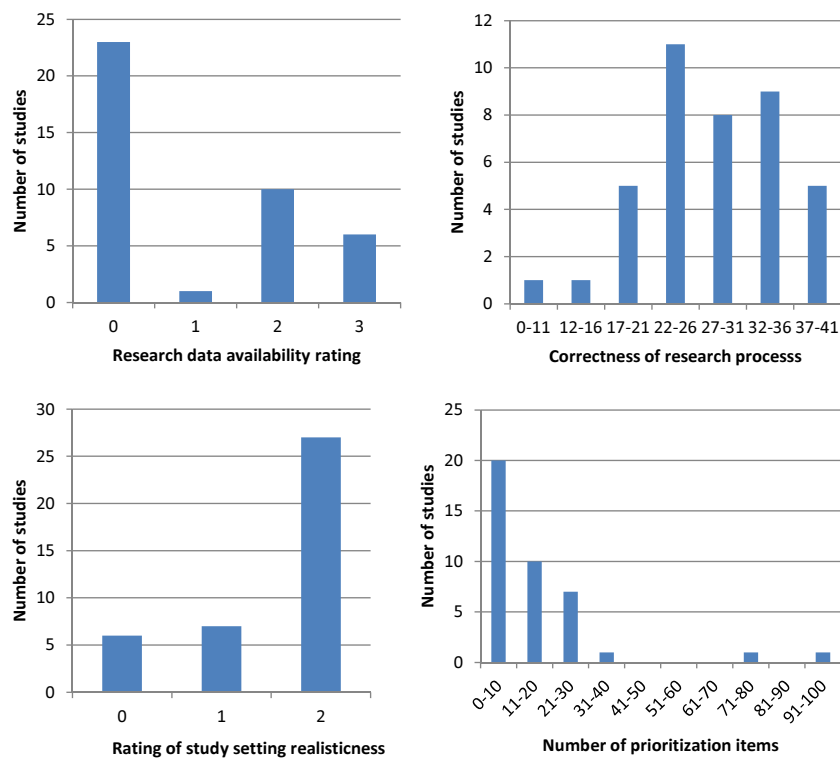 25
20
15
10
5
0
Number of studies
0 1 2 3
Research data availability rating
12
10
8
6
4
2
0
Number of studies
0-11 12-16 17-21 22-26 27-31 32-36 37-41
Correctness of research processs
30
25
20
15
10
5
0
Number of studies
0 1 2
Rating of study setting realisticness
25
20
15
10
5
0
Number of studies
0-10 11-20 21-30 31-40 41-50 51-60 61-70 71-80 81-90 91-100
Number of prioritization items